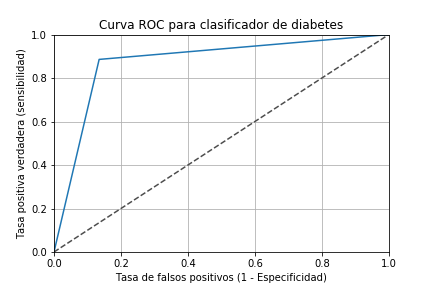 Curva ROC para clasificador de diabetes
Tasa positiva verdadera (sensibilidad)
1.0
0.8
0.6
0.4
0.2
0.0
0.0 0.2 0.4 0.6 0.8 1.0
Tasa de falsos positivos (1 - Especificidad)